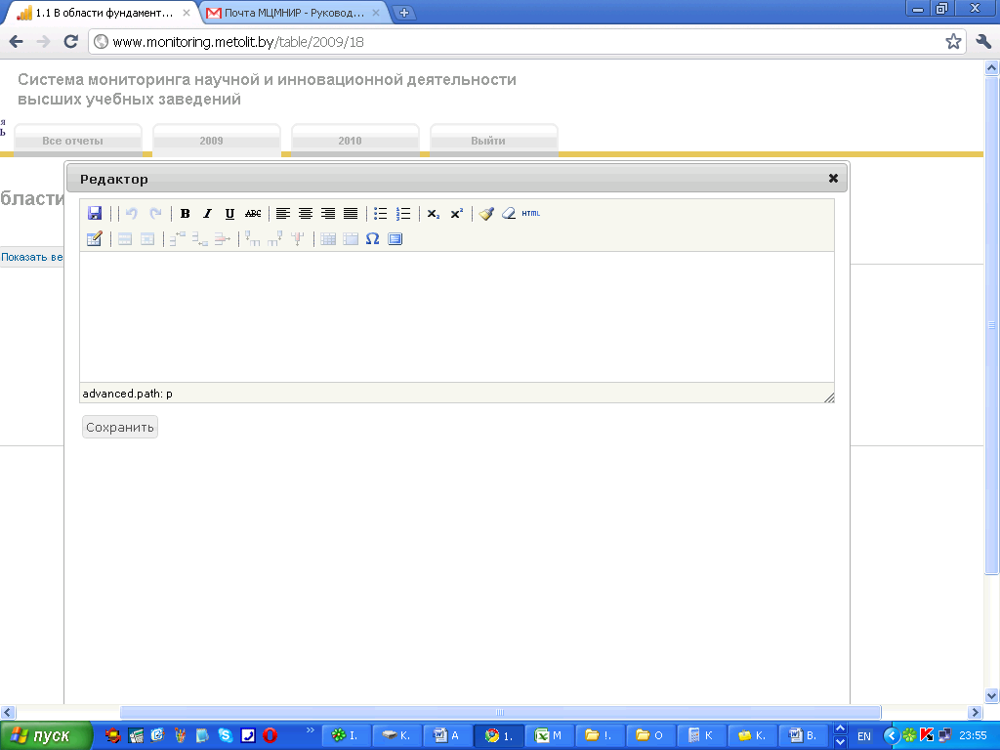 1.1 В области фундамент...
Почта МЦМНИР - Руковод...
www.monitoring.metolit.by/table/2009/18
Система мониторинга научной и инновационной деятельности
высших учебных заведений
я
ь
Все отчеты
2009
2010
Выйти
бласти
Редактор
B I U ABC
x₂ x²
HTML
Ω
Показать ве
advanced.path: p
Сохранить
пуск
I.
К.
А
1.
М
!.
О
К
К.
В.
EN
23:55